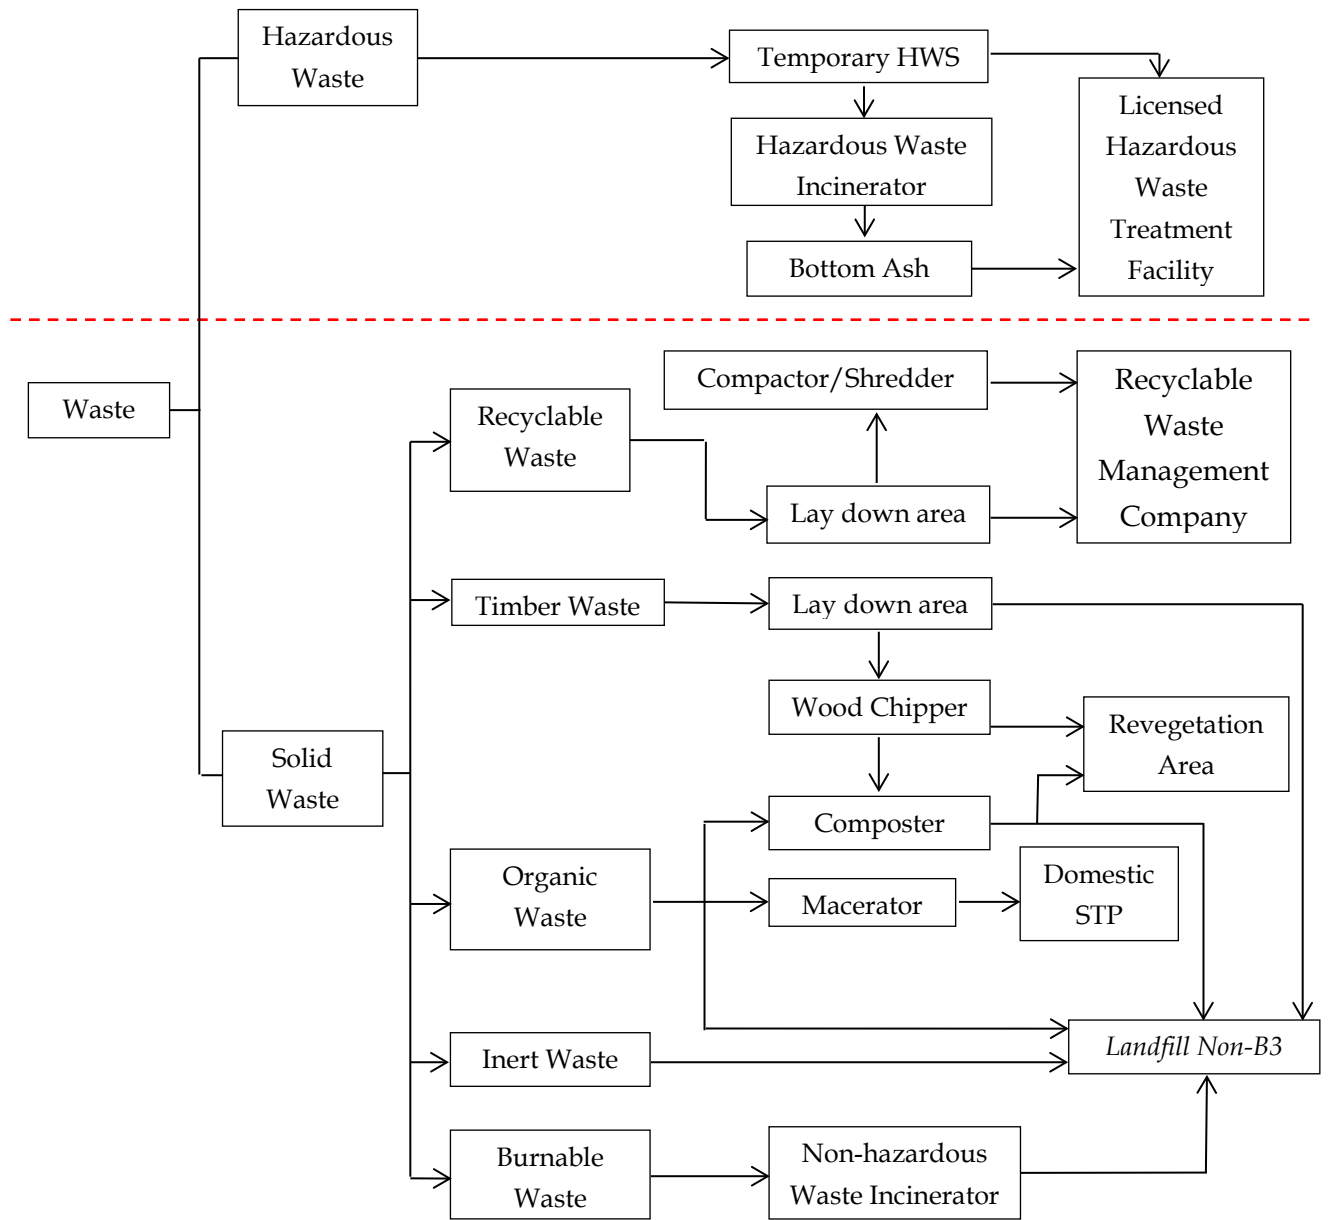 Hazardous
Waste
Temporary HWS
Licensed
Hazardous
Waste
Treatment
Facility
Hazardous Waste
Incinerator
Bottom Ash
Waste
Compactor/Shredder
Recyclable
Waste
Management
Company
Recyclable
Waste
Lay down area
Timber Waste
Lay down area
Wood Chipper
Revegetation
Area
Solid
Waste
Composter
Organic
Waste
Macerator
Domestic
STP
Inert Waste
Landfill Non-B3
Burnable
Waste
Non-hazardous
Waste Incinerator